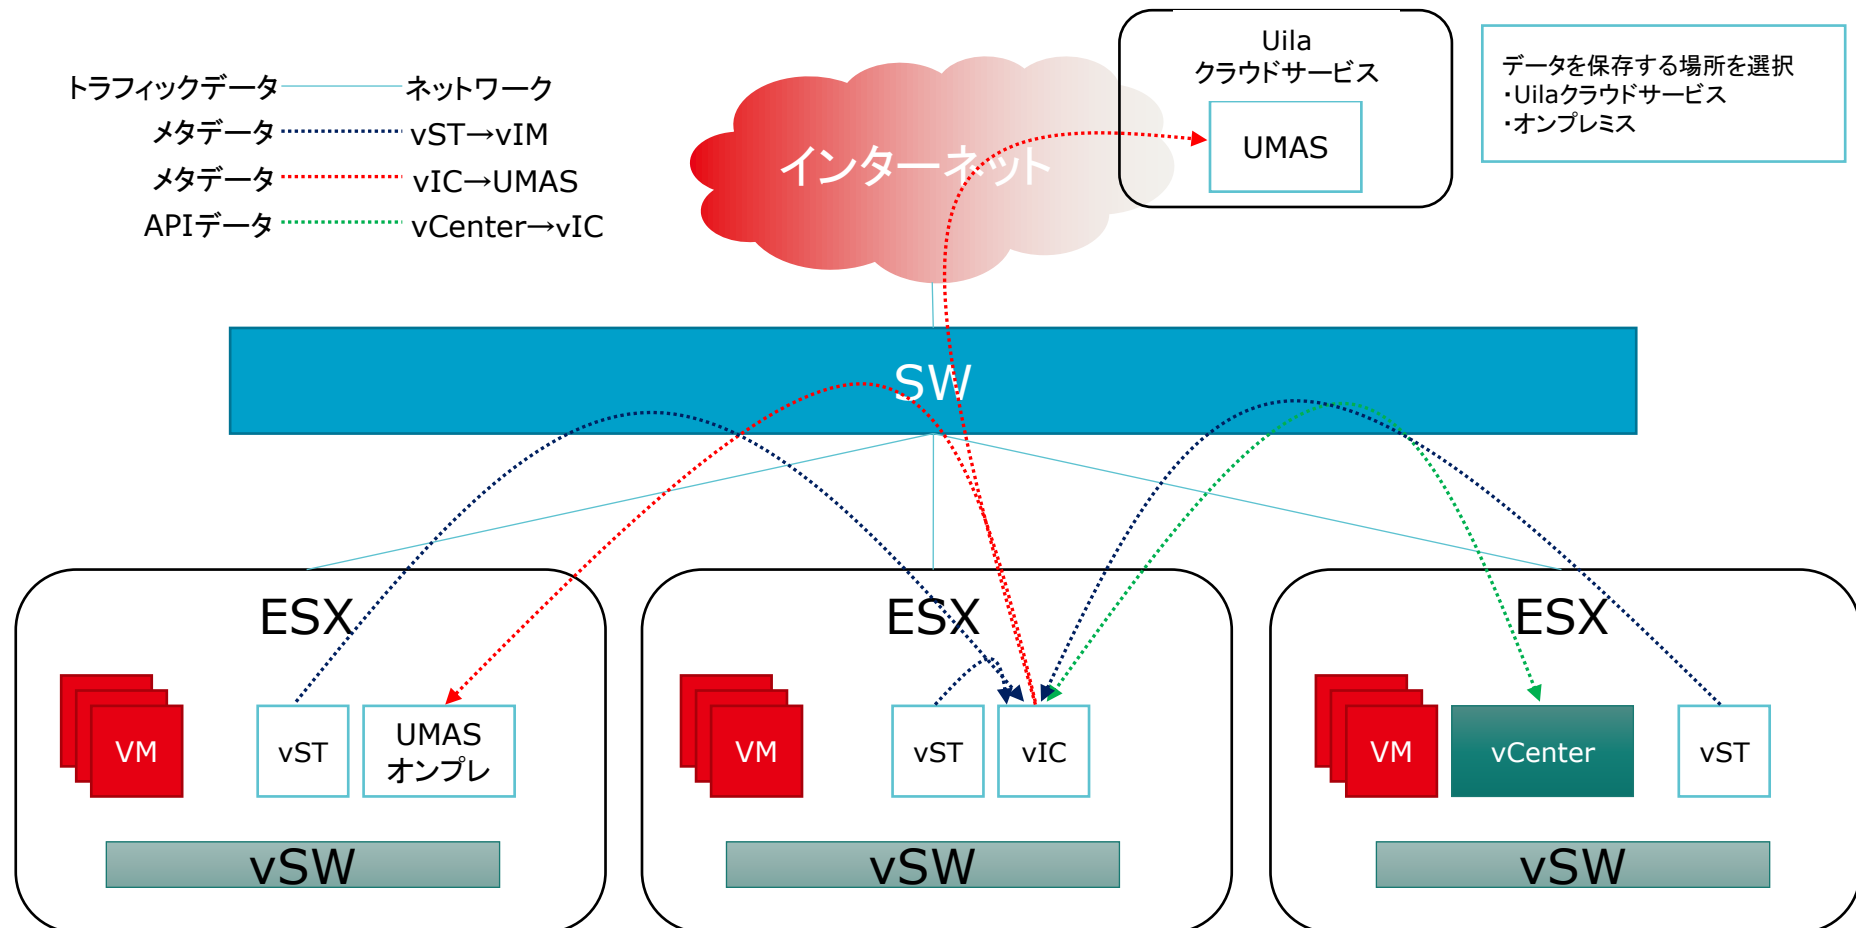 トラフィックデータ ネットワーク
メタデータ vST→vIM
メタデータ vIC→UMAS
APIデータ vCenter→vIC
インターネット
Uila
クラウドサービス
UMAS
データを保存する場所を選択
・Uilaクラウドサービス
・オンプレミス
SW
ESX
VM
vST
UMAS
オンプレ
vSW
ESX
VM
vST
vIC
vSW
ESX
VM
vCenter
vST
vSW